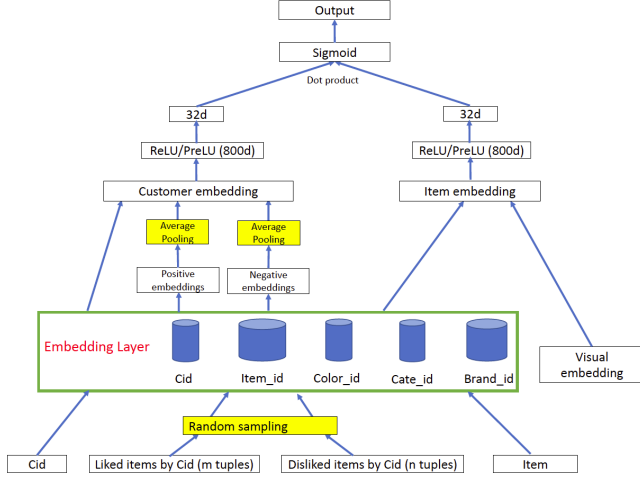 Output
Sigmoid
Dot product
32d
32d
ReLU/PreLU (800d)
ReLU/PreLU (800d)
Customer embedding
Item embedding
Average
Pooling
Average
Pooling
Positive
embeddings
Negative
embeddings
Embedding Layer
Cid
Item_id
Color_id
Cate_id
Brand_id
Visual
embedding
Random sampling
Cid
Liked items by Cid (m tuples)
Disliked items by Cid (n tuples)
Item